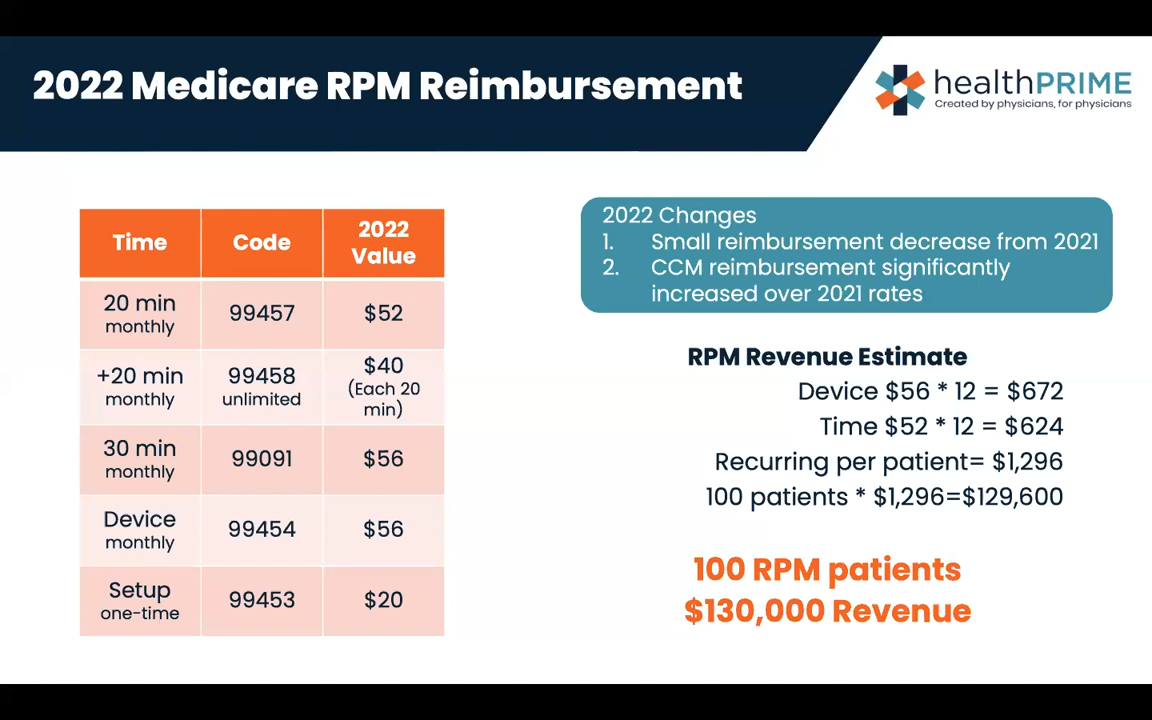 2022 Medicare RPM Reimbursement
healthPRIME
Created by physicians, for physicians
Time Code 2022 Value
20 min monthly 99457 $52
+20 min monthly 99458 unlimited $40 (Each 20 min)
30 min monthly 99091 $56
Device monthly 99454 $56
Setup one-time 99453 $20
2022 Changes
1. Small reimbursement decrease from 2021
2. CCM reimbursement significantly
increased over 2021 rates
RPM Revenue Estimate
Device $56 * 12 = $672
Time $52 * 12 = $624
Recurring per patient= $1,296
100 patients * $1,296=$129,600
100 RPM patients
$130,000 Revenue